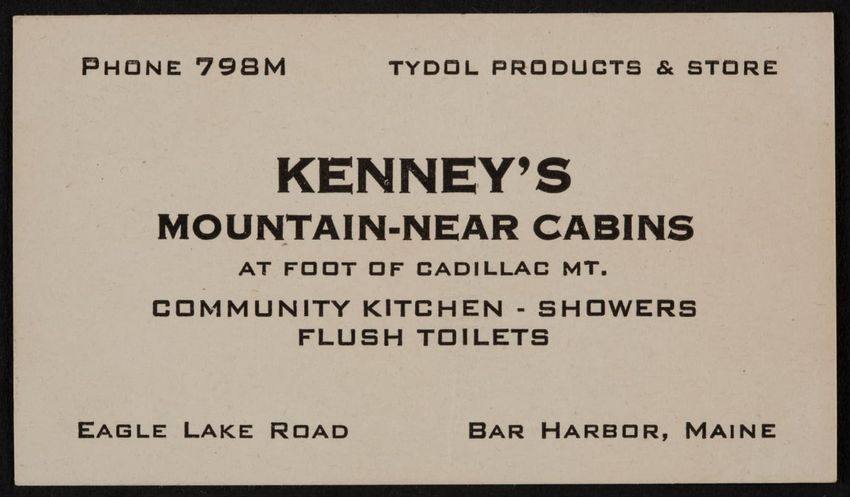 PHONE 798M TYDOL PRODUCTS & STORE
KENNEY'S
MOUNTAIN-NEAR CABINS
AT FOOT OF CADILLAC MT.
COMMUNITY KITCHEN - SHOWERS
FLUSH TOILETS
EAGLE LAKE ROAD BAR HARBOR, MAINE